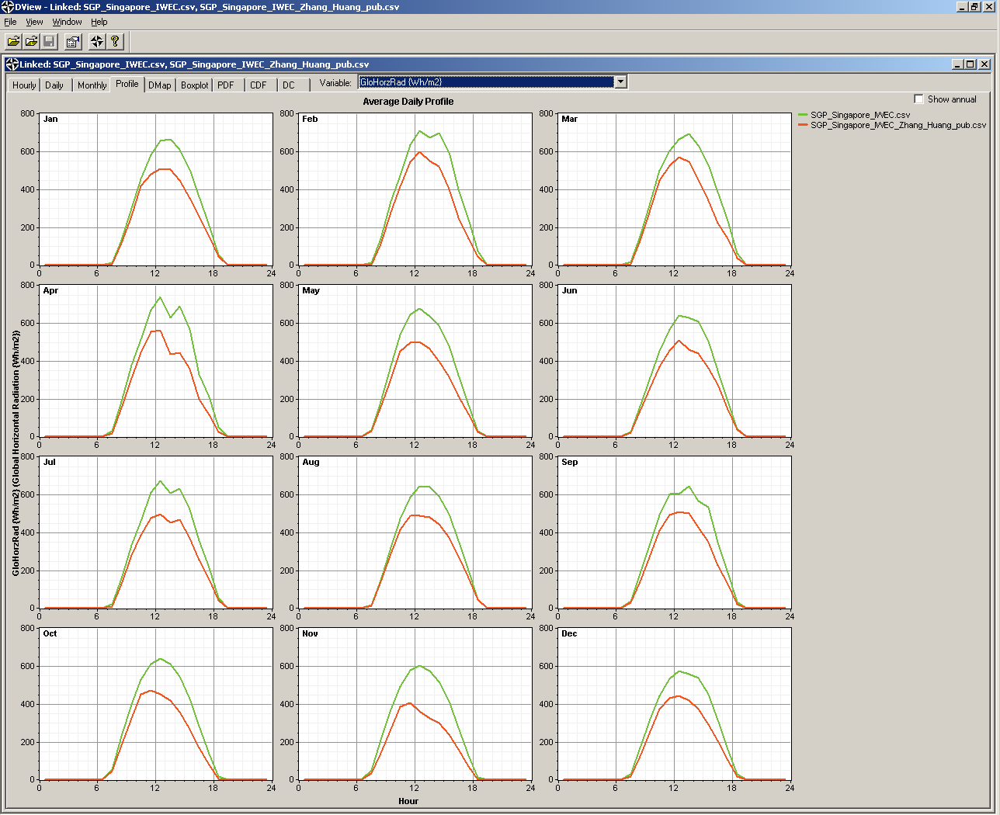 DView - Linked: SGP_Singapore_IWEC.csv, SGP_Singapore_IWEC_Zhang_Huang_pub.csv
File View Window Help
Linked: SGP_Singapore_IWEC.csv, SGP_Singapore_IWEC_Zhang_Huang_pub.csv
Hourly Daily Monthly Profile DMap Boxplot PDF CDF DC Variable: GloHorzRad {Wh/m2}
Average Daily Profile
Show annual
SGP_Singapore_IWEC.csv
SGP_Singapore_IWEC_Zhang_Huang_pub.csv
GloHorzRad {Wh/m2} (Global Horizontal Radiation {Wh/m2})
Jan
800
600
400
200
0
0 6 12 18 24
Feb
800
600
400
200
0
0 6 12 18 24
Mar
800
600
400
200
0
0 6 12 18 24
Apr
800
600
400
200
0
0 6 12 18 24
May
800
600
400
200
0
0 6 12 18 24
Jun
800
600
400
200
0
0 6 12 18 24
Jul
800
600
400
200
0
0 6 12 18 24
Aug
800
600
400
200
0
0 6 12 18 24
Sep
800
600
400
200
0
0 6 12 18 24
Oct
800
600
400
200
0
0 6 12 18 24
Nov
800
600
400
200
0
0 6 12 18 24
Dec
800
600
400
200
0
0 6 12 18 24
Hour